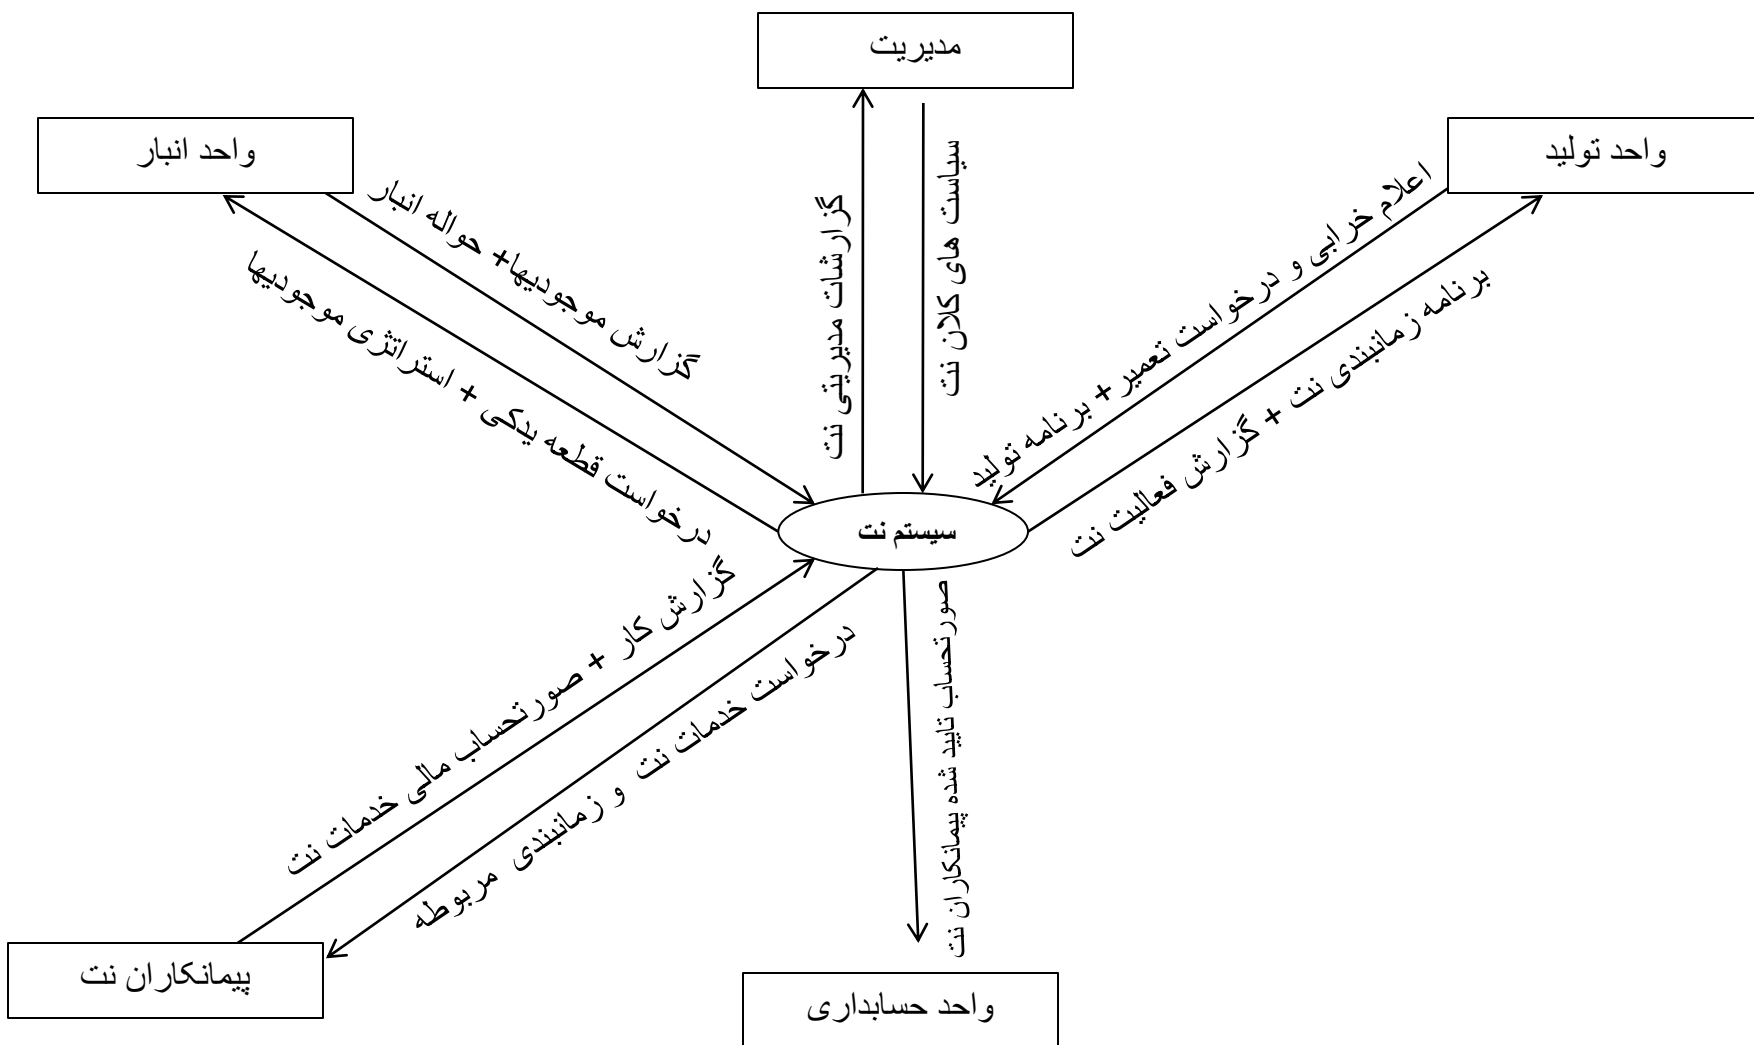 مدیریت
واحد انبار
واحد تولید
گزارش موجودیها+ حواله انبار
درخواست قطعه یدکی + استراتژی موجودیها
گزارشات مدیریتی نت
سیاست های کلان نت
اعلام خرابی و درخواست تعمیر+ برنامه تولید
برنامه زمانبندی نت + گزارش فعالیت نت
سیستم نت
گزارش کار + صورتحساب مالی خدمات نت
درخواست خدمات نت و زمانبندی مربوطه
صورتحساب تایید شده پیمانکاران نت
پیمانکاران نت
واحد حسابداری